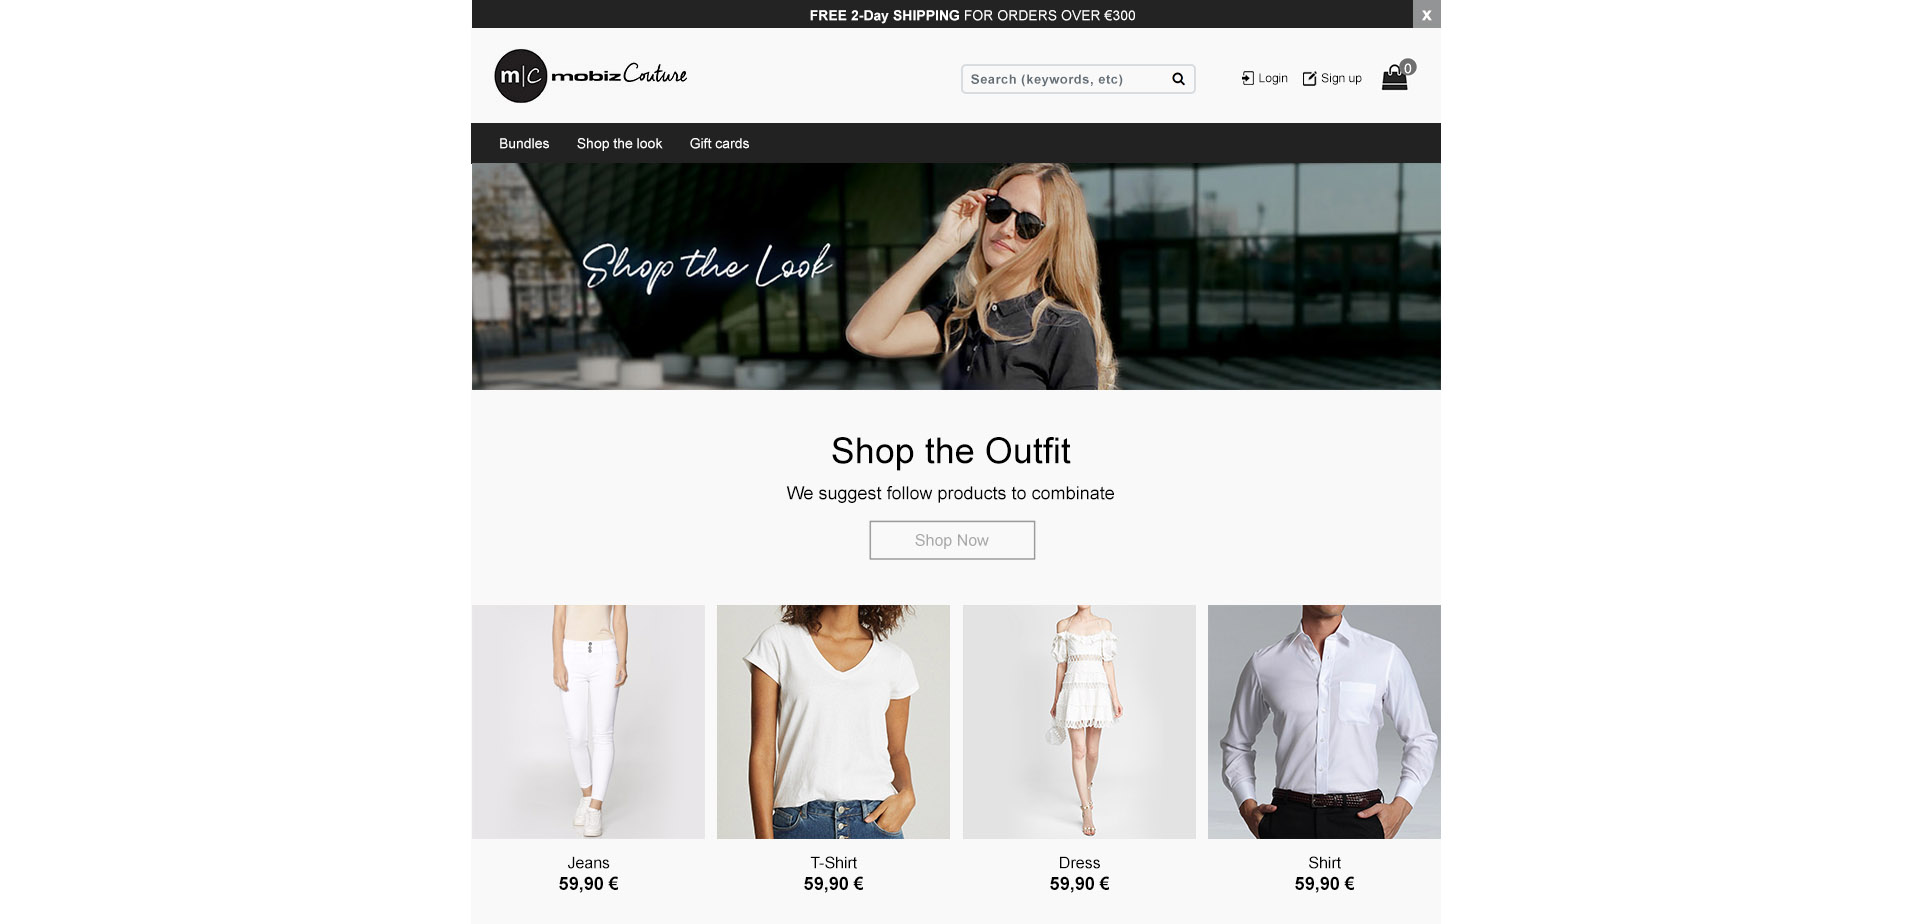 FREE 2-Day SHIPPING FOR ORDERS OVER €300
X
m|c mobiz Couture
Search (keywords, etc)
Login
Sign up
0
Bundles
Shop the look
Gift cards
Shop the Look
Shop the Outfit
We suggest follow products to combinate
Shop Now
Jeans
59,90 €
T-Shirt
59,90 €
Dress
59,90 €
Shirt
59,90 €